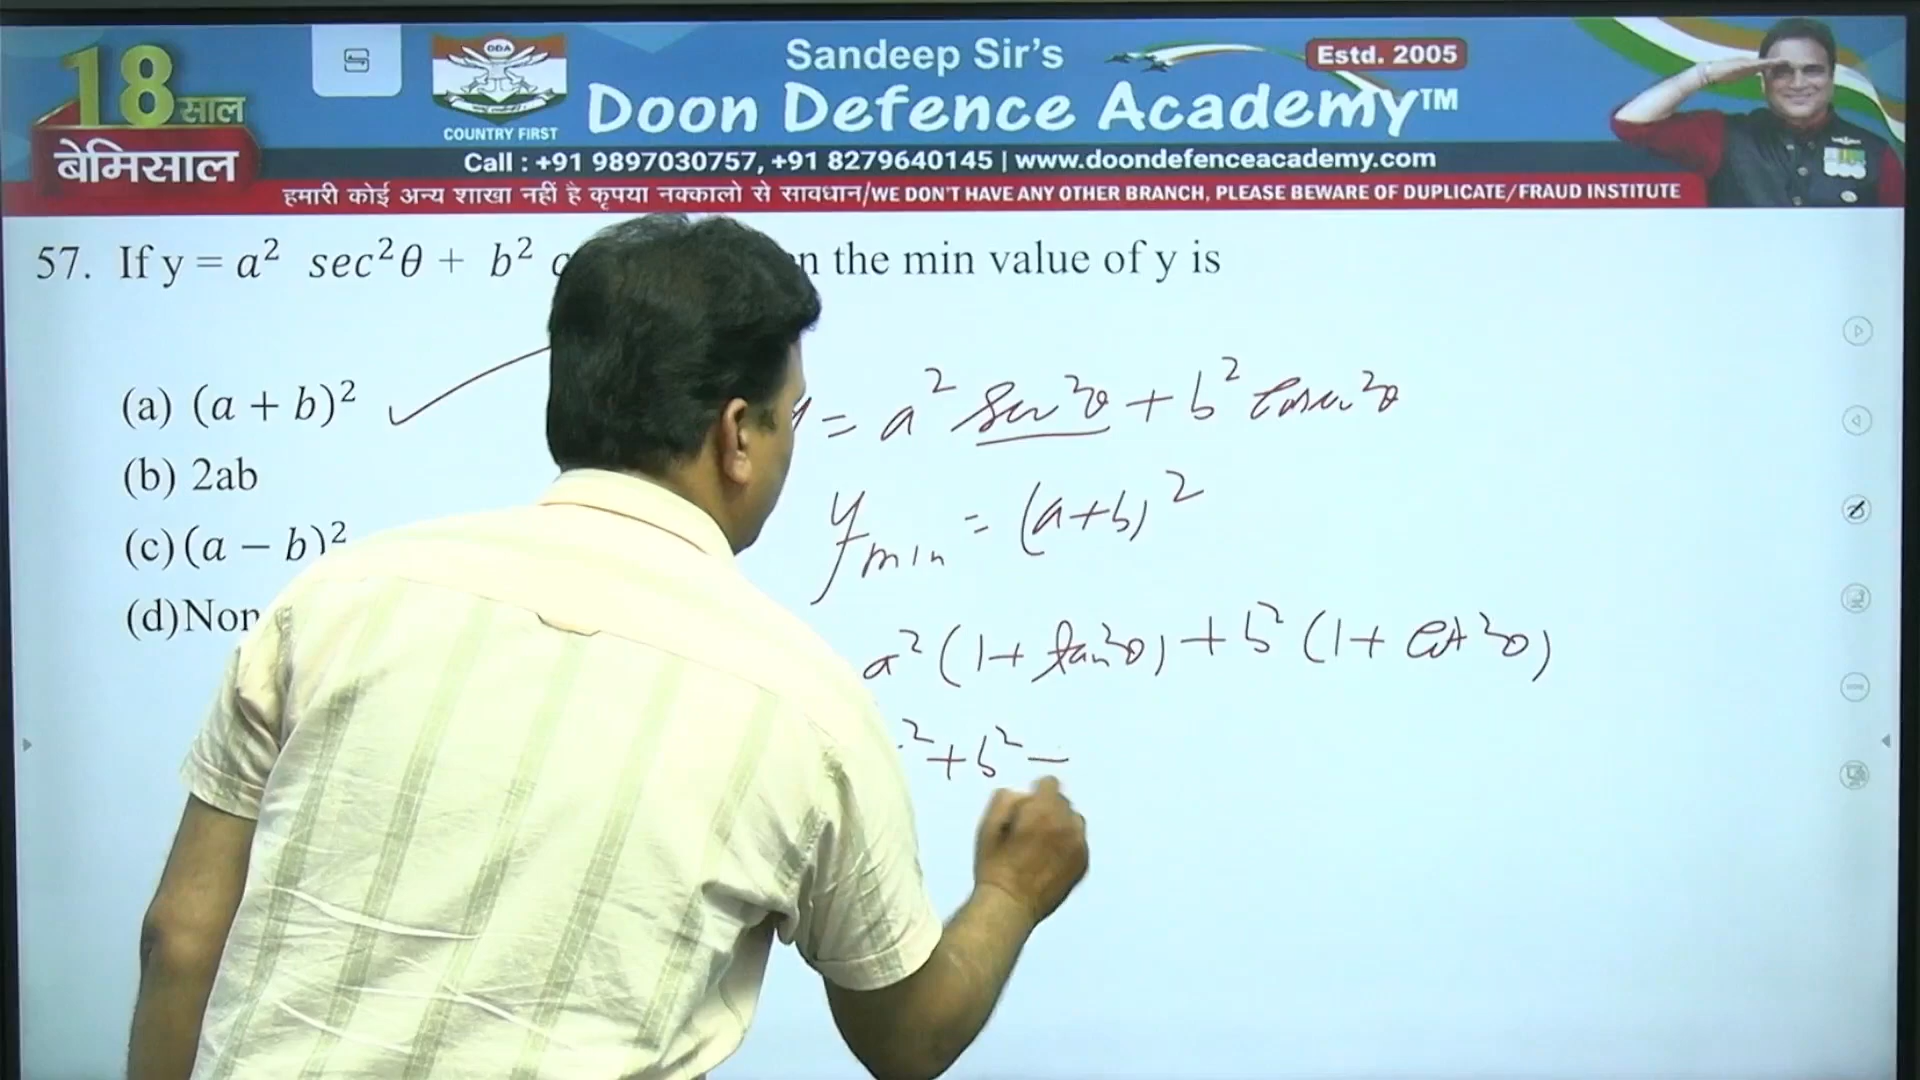 18 साल
बेमिसाल
DDA
COUNTRY FIRST
Sandeep Sir's
Estd. 2005
Doon Defence Academy™
Call : +91 9897030757, +91 8279640145 | www.doondefenceacademy.com
हमारी कोई अन्य शाखा नहीं है कृपया नक्कालो से सावधान/WE DON'T HAVE ANY OTHER BRANCH, PLEASE BEWARE OF DUPLICATE/FRAUD INSTITUTE
57. If y = a² sec²θ + b² the min value of y is
(a) (a + b)²
(b) 2ab
(c) (a − b)²
(d)
= a² sec²θ + b² cosec²θ
y min = (a+b)²
a² (1 + tan²θ) + b² (1 + cot²θ)
² + b² −